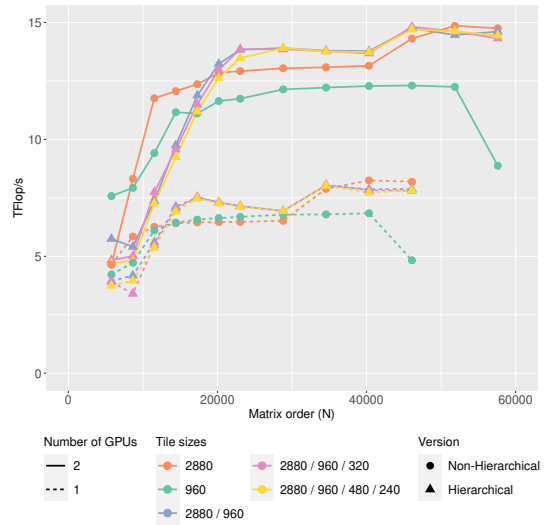 15
10
5
0
TFlop/s
0
20000
40000
60000
Matrix order (N)
Number of GPUs
2
1
Tile sizes
2880
960
2880 / 960
2880 / 960 / 320
2880 / 960 / 480 / 240
Version
Non-Hierarchical
Hierarchical